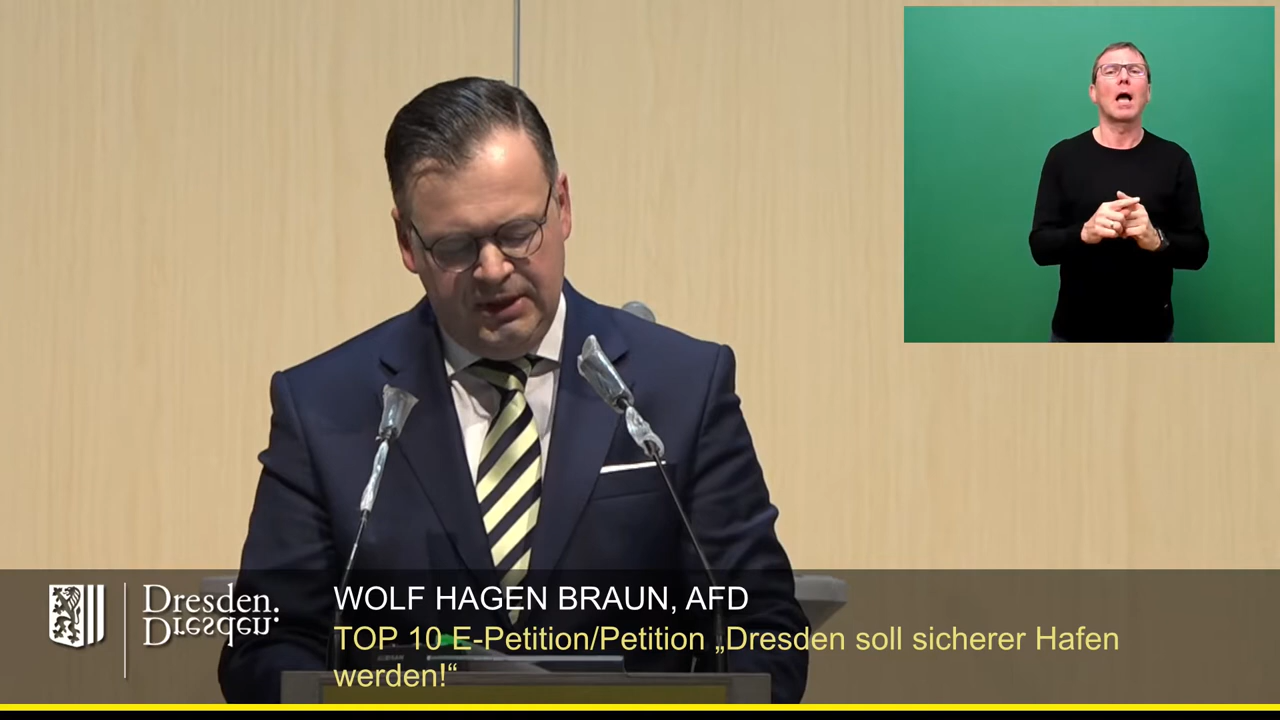 Dresden.
Dresden.
WOLF HAGEN BRAUN, AFD
TOP 10 E-Petition/Petition „Dresden soll sicherer Hafen
werden!“